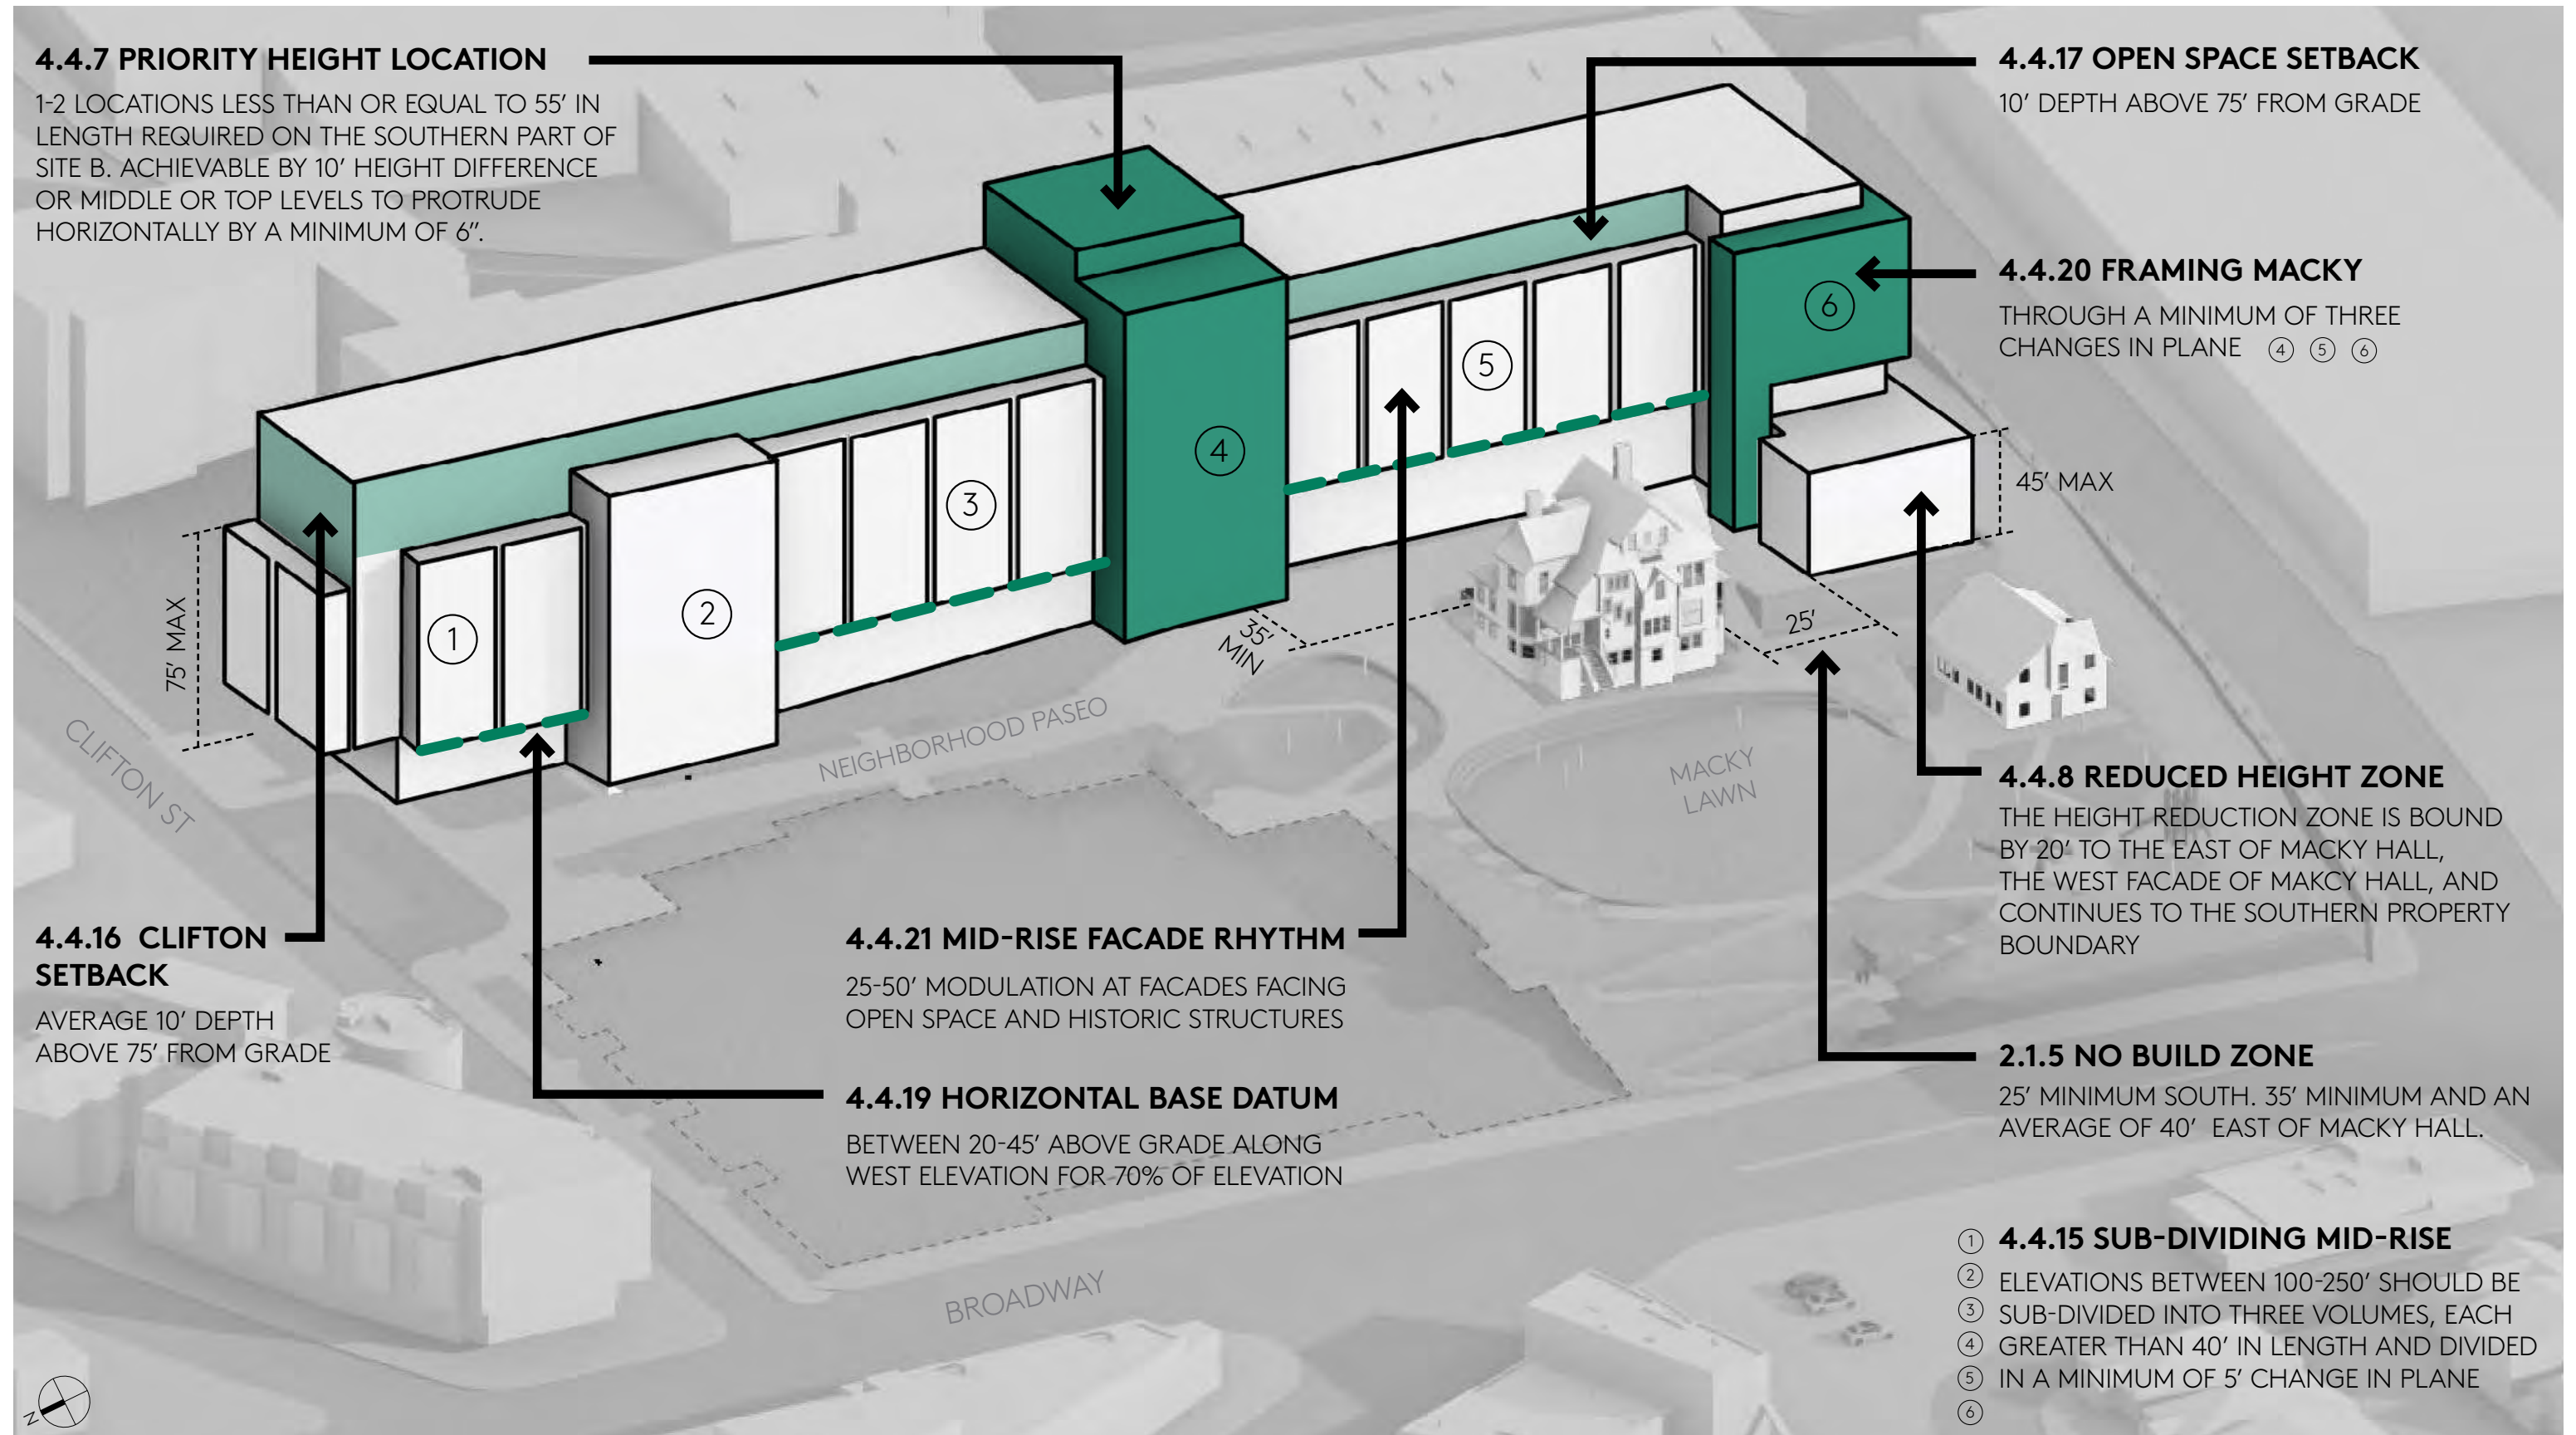 4.4.7 PRIORITY HEIGHT LOCATION
1-2 LOCATIONS LESS THAN OR EQUAL TO 55' IN
LENGTH REQUIRED ON THE SOUTHERN PART OF
SITE B. ACHIEVABLE BY 10' HEIGHT DIFFERENCE
OR MIDDLE OR TOP LEVELS TO PROTRUDE
HORIZONTALLY BY A MINIMUM OF 6".
4.4.17 OPEN SPACE SETBACK
10' DEPTH ABOVE 75' FROM GRADE
4.4.20 FRAMING MACKY
THROUGH A MINIMUM OF THREE
CHANGES IN PLANE 4 5 6
6
5
4
3
2
1
45' MAX
75' MAX
35'
MIN
25'
CLIFTON ST
NEIGHBORHOOD PASEO
MACKY
LAWN
4.4.8 REDUCED HEIGHT ZONE
THE HEIGHT REDUCTION ZONE IS BOUND
BY 20' TO THE EAST OF MACKY HALL,
THE WEST FACADE OF MAKCY HALL, AND
CONTINUES TO THE SOUTHERN PROPERTY
BOUNDARY
4.4.16 CLIFTON
SETBACK
AVERAGE 10' DEPTH
ABOVE 75' FROM GRADE
4.4.21 MID-RISE FACADE RHYTHM
25-50' MODULATION AT FACADES FACING
OPEN SPACE AND HISTORIC STRUCTURES
4.4.19 HORIZONTAL BASE DATUM
BETWEEN 20-45' ABOVE GRADE ALONG
WEST ELEVATION FOR 70% OF ELEVATION
2.1.5 NO BUILD ZONE
25' MINIMUM SOUTH. 35' MINIMUM AND AN
AVERAGE OF 40' EAST OF MACKY HALL.
BROADWAY
1 4.4.15 SUB-DIVIDING MID-RISE
2 ELEVATIONS BETWEEN 100-250' SHOULD BE
3 SUB-DIVIDED INTO THREE VOLUMES, EACH
4 GREATER THAN 40' IN LENGTH AND DIVIDED
5 IN A MINIMUM OF 5' CHANGE IN PLANE
6
N